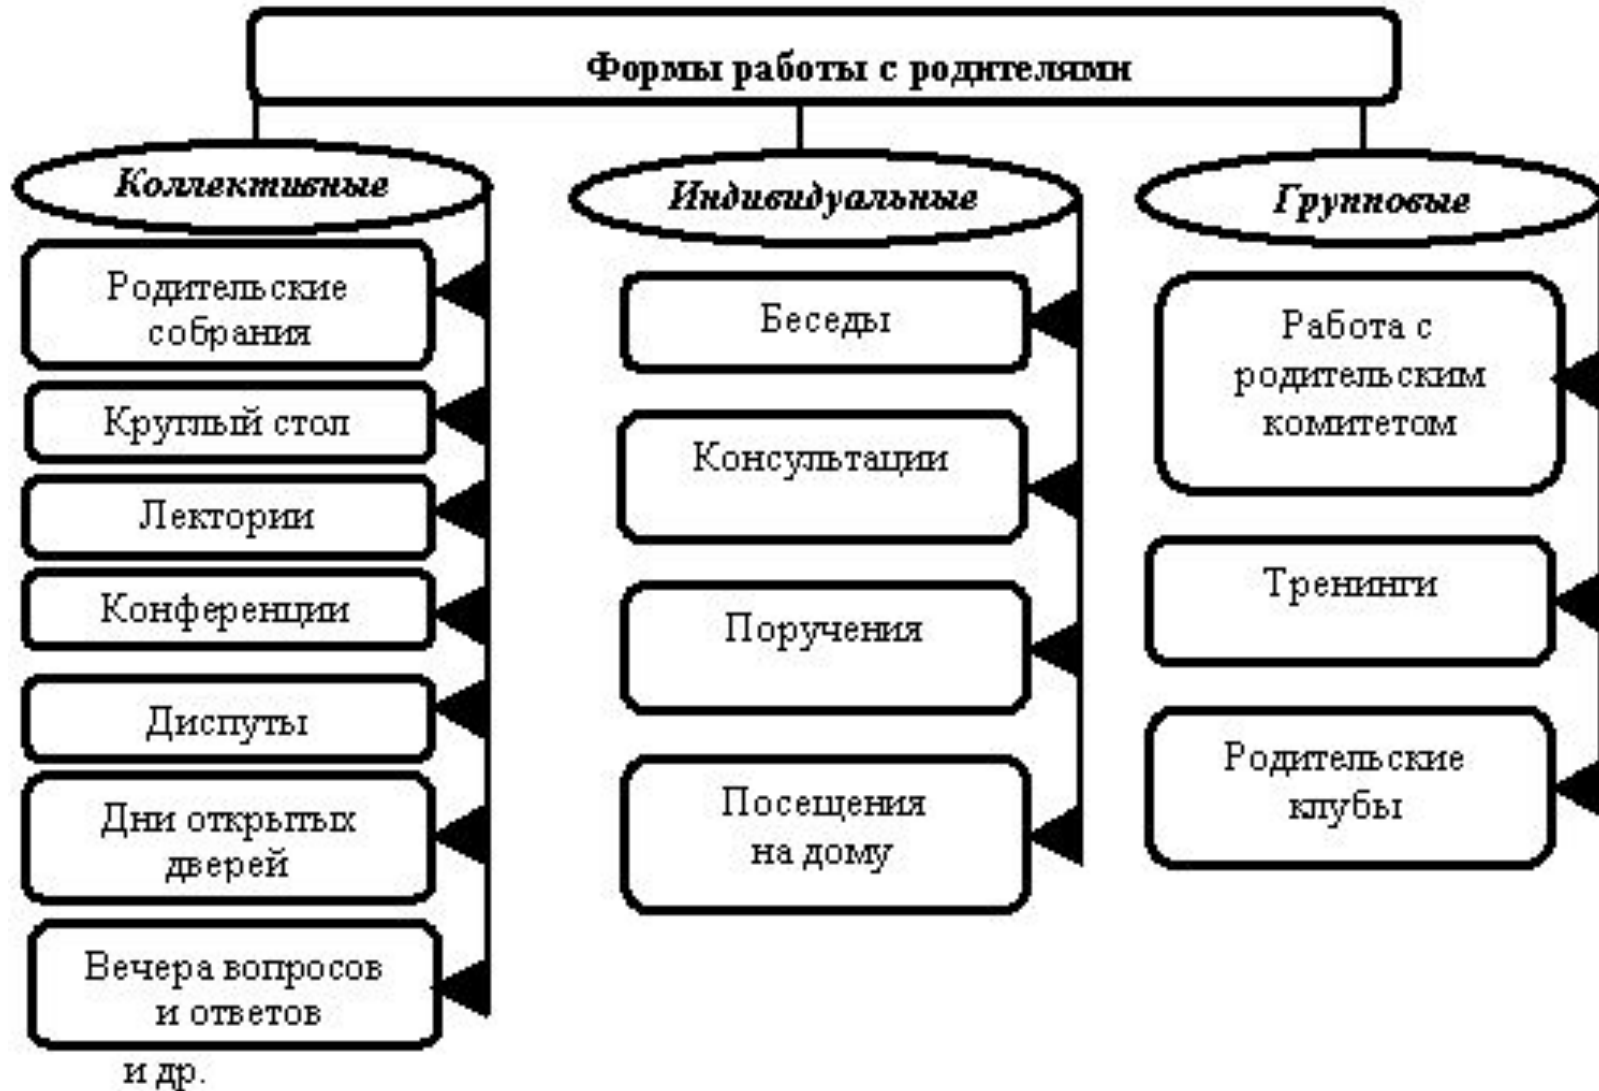 Формы работы с родителями
Коллективные
Родительские
собрания
Круглый стол
Лектории
Конференции
Диспуты
Дни открытых
дверей
Вечера вопросов
и ответов
и др.
Индивидуальные
Беседы
Консультации
Поручения
Посещения
на дому
Групповые
Работа с
родительским
комитетом
Тренинги
Родительские
клубы